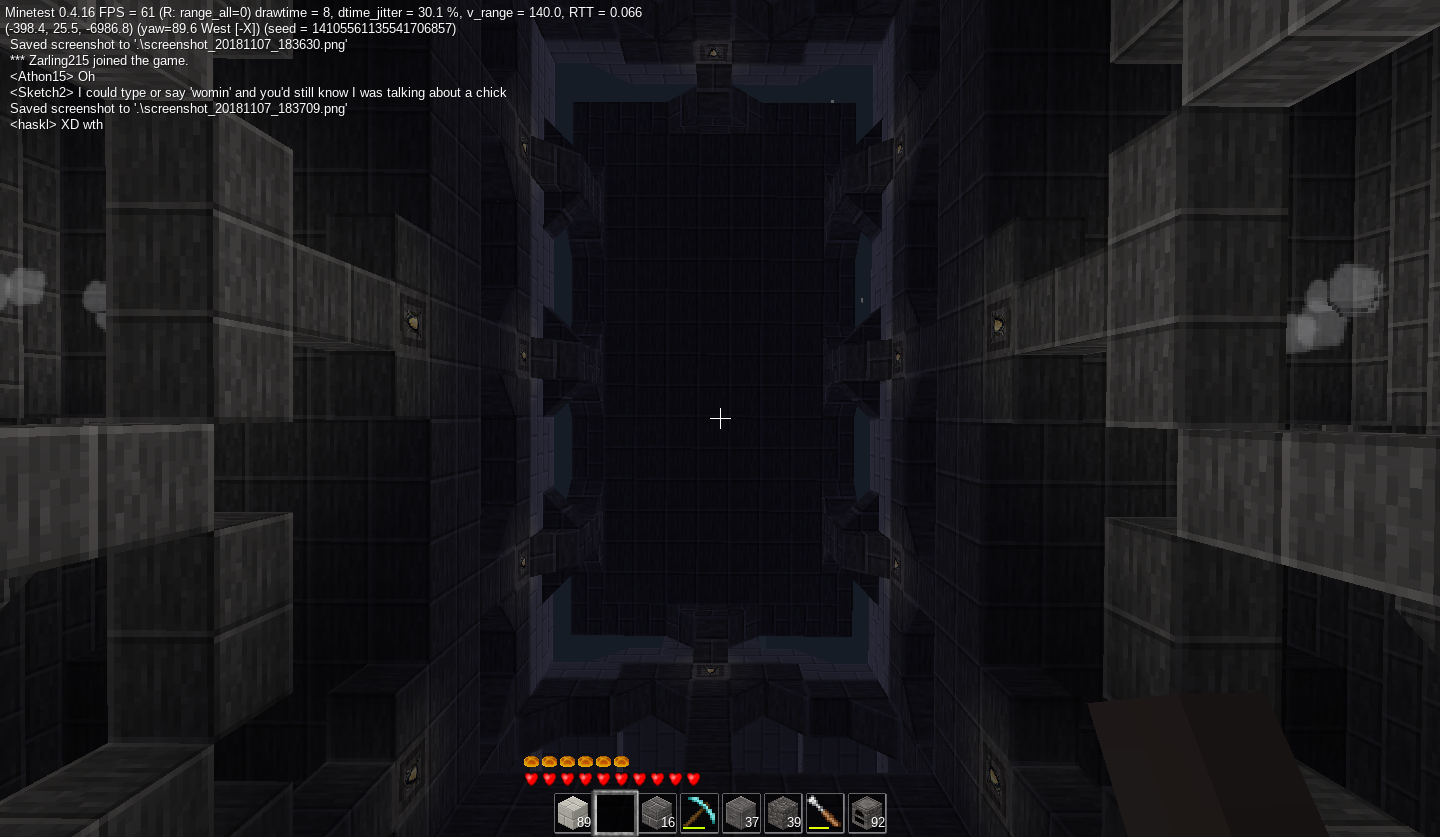 Minetest 0.4.16 FPS = 61 (R: range_all=0) drawtime = 8, dtime_jitter = 30.1 %, v_range = 140.0, RTT = 0.066
(-398.4, 25.5, -6986.8) (yaw=89.6 West [-X]) (seed = 14105561135541706857)
Saved screenshot to '.\screenshot_20181107_183630.png'
*** Zarling215 joined the game.
<Athon15> Oh
<Sketch2> I could type or say 'womin' and you'd still know I was talking about a chick
Saved screenshot to '.\screenshot_20181107_183709.png'
<haskl> XD wth
89 16 37 39 92